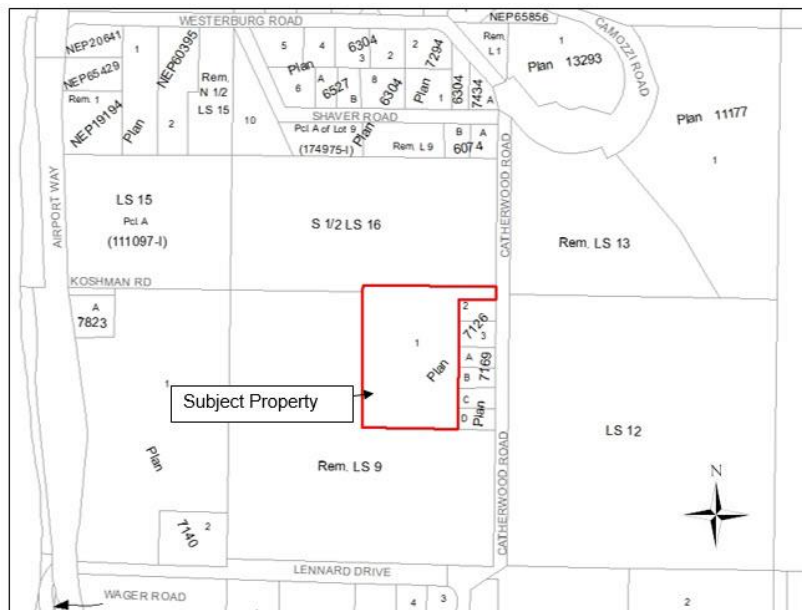 WESTERBURG ROAD
NEP65856
NEP20641
NEP65429
Rem. 1
NEP19194
1
Plan
NEP60395
2
Rem.
N 1/2
LS 15
10
5
4
6304
3
2
2
7294
Plan
6
A
6527
B
8
6304
Plan
1
6304
7434
A
Rem.
L 1
1
Plan 13293
CAMOZZI ROAD
Plan 11177
1
SHAVER ROAD
Pcl. A of Lot 9
(174975-I)
Plan
Rem. L 9
B
A
6074
AIRPORT WAY
LS 15
Pcl. A
(111097-I)
S 1/2 LS 16
CATHERWOOD ROAD
Rem. LS 13
KOSHMAN RD
A
7823
1
Plan
2
7126
3
1
Plan
A
7169
B
C
D
Plan
Subject Property
Rem. LS 9
LS 12
CATHERWOOD ROAD
N
7140
2
LENNARD DRIVE
WAGER ROAD
4
3
2